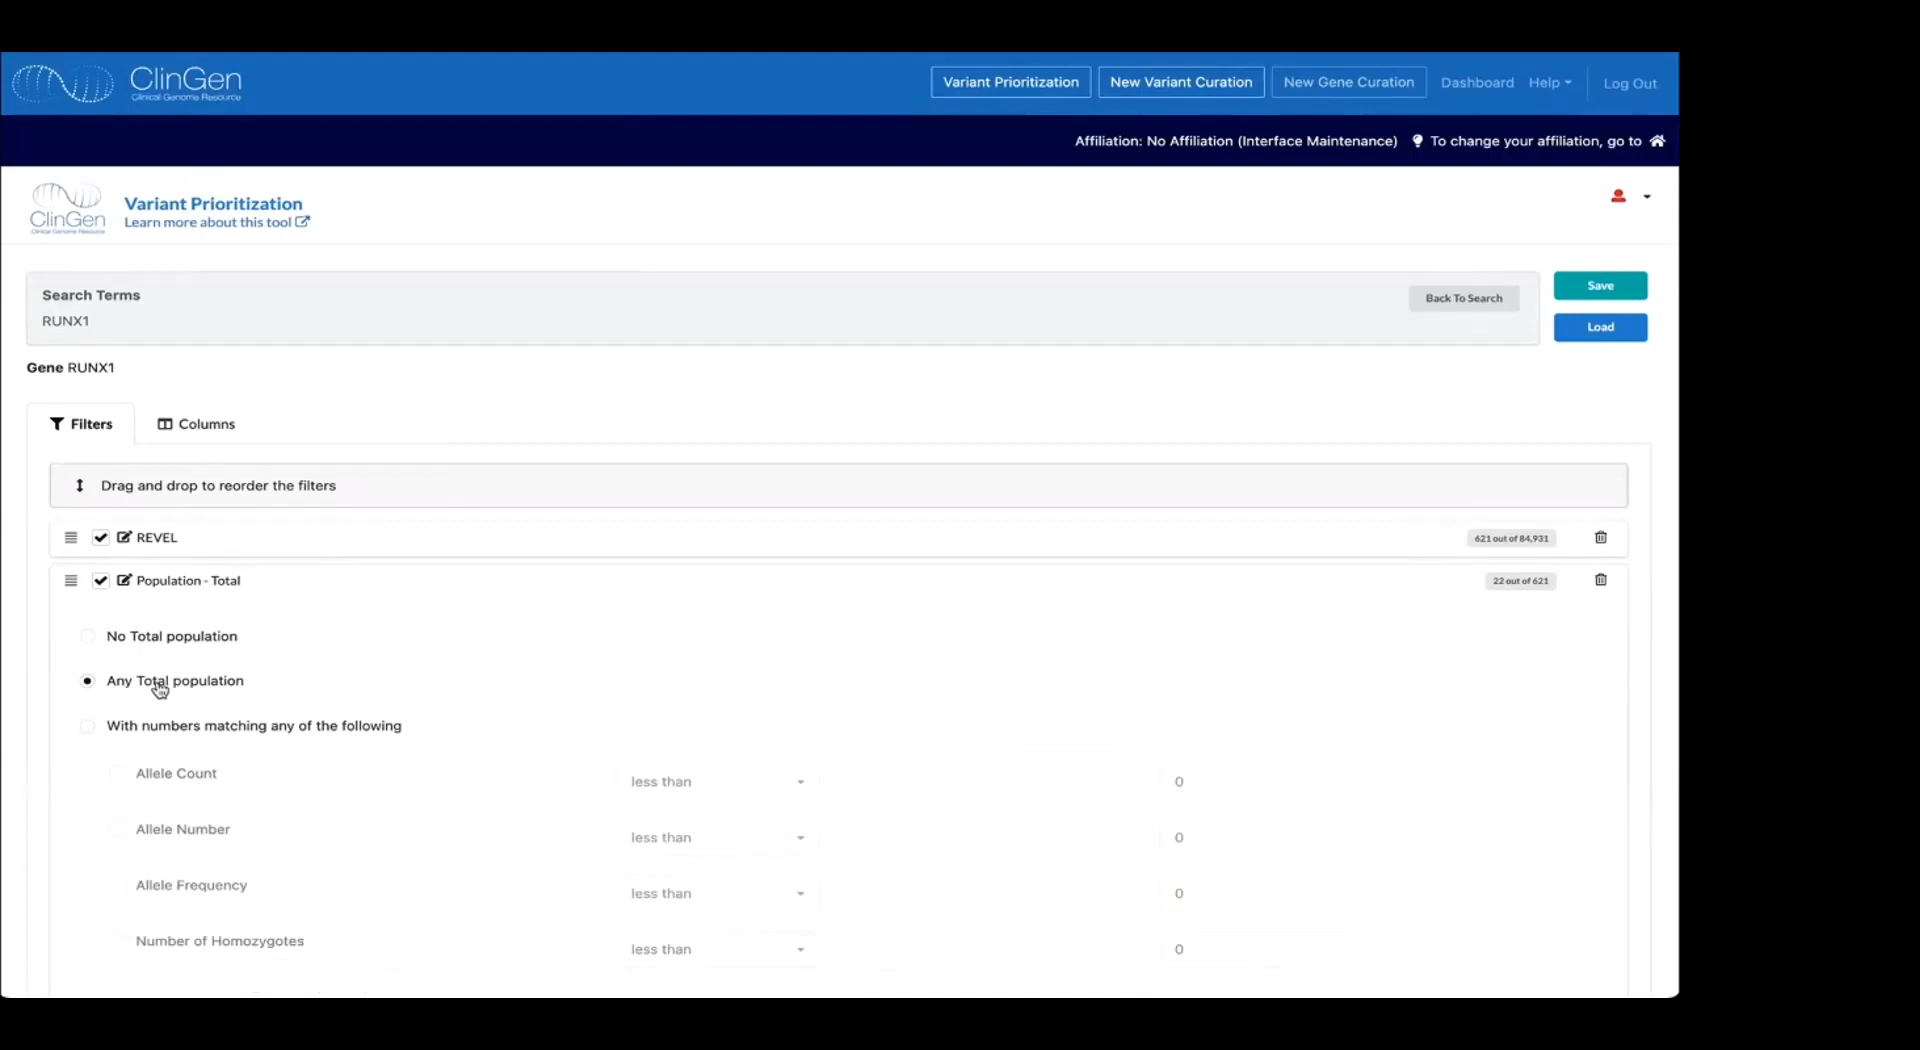 ClinGen
Clinical Genome Resource
Variant Prioritization
New Variant Curation
New Gene Curation
Dashboard
Help
Log Out
Affiliation: No Affiliation (Interface Maintenance)
To change your affiliation, go to
ClinGen
Clinical Genome Resource
Variant Prioritization
Learn more about this tool
Search Terms
RUNX1
Back To Search
Save
Load
Gene RUNX1
Filters
Columns
Drag and drop to reorder the filters
REVEL
621 out of 84,931
Population - Total
22 out of 621
No Total population
Any Total population
With numbers matching any of the following
Allele Count
less than
0
Allele Number
less than
0
Allele Frequency
less than
0
Number of Homozygotes
less than
0